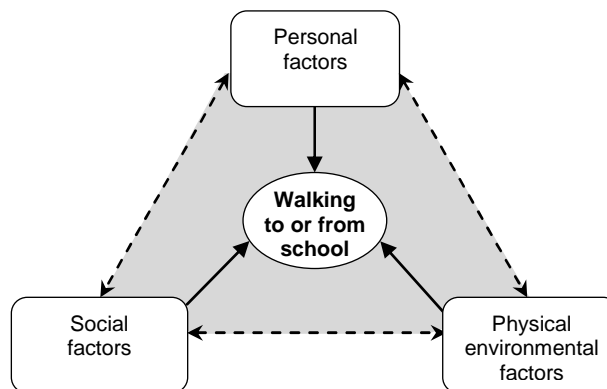 Personal
factors
Walking
to or from
school
Social
factors
Physical
environmental
factors